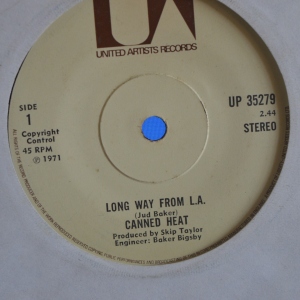 UNITED ARTISTS RECORDS
SIDE
1
Copyright
Control
45 RPM
℗ 1971
UP 35279
2.44
STEREO
LONG WAY FROM L.A.
(Jud Baker)
CANNED HEAT
Produced by Skip Taylor
Engineer: Baker Bigsby